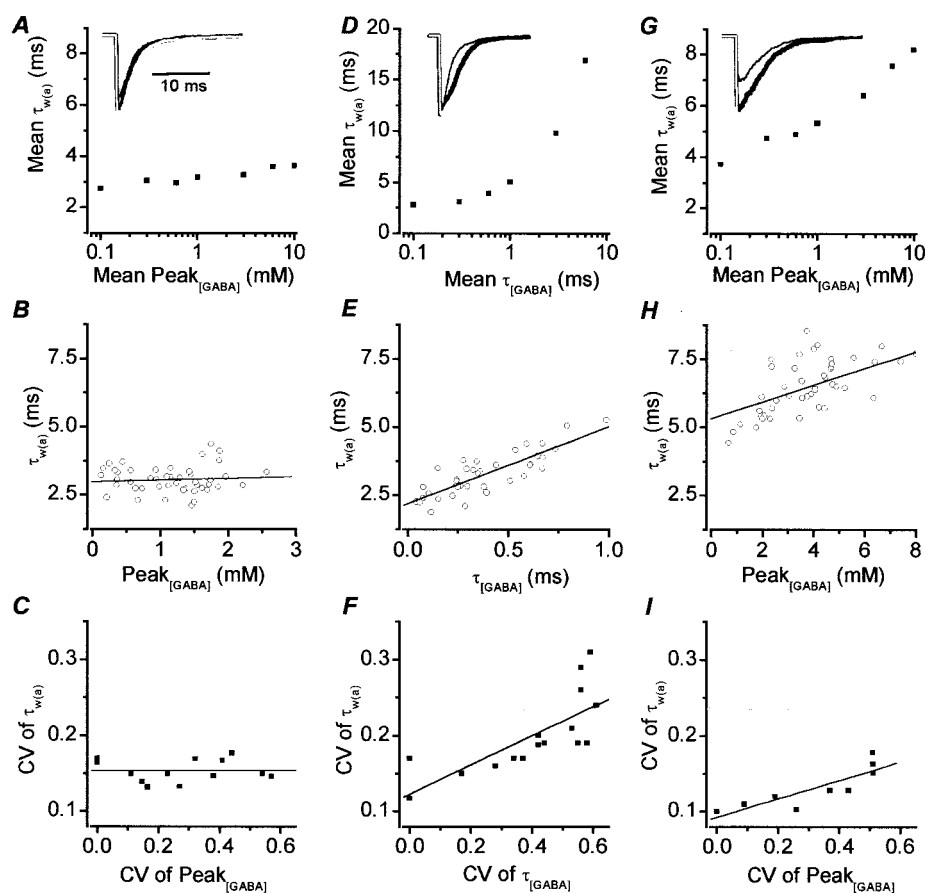 A
D
G
8
6
4
2
Mean τw(a) (ms)
10 ms
0.1
1
10
Mean Peak[GABA] (mM)
20
15
10
5
0
Mean τw(a) (ms)
0.1
1
10
Mean τ[GABA] (ms)
8
6
4
2
Mean τw(a) (ms)
0.1
1
10
Mean Peak[GABA] (mM)
B
E
H
7.5
5.0
2.5
τw(a) (ms)
0
1
2
3
Peak[GABA] (mM)
7.5
5.0
2.5
τw(a) (ms)
0.0
0.5
1.0
τ[GABA] (ms)
7.5
5.0
2.5
τw(a) (ms)
0
2
4
6
8
Peak[GABA] (mM)
C
F
I
0.3
0.2
0.1
CV of τw(a)
0.0
0.2
0.4
0.6
CV of Peak[GABA]
0.3
0.2
0.1
CV of τw(a)
0.0
0.2
0.4
0.6
CV of τ[GABA]
0.3
0.2
0.1
CV of τw(a)
0.0
0.2
0.4
0.6
CV of Peak[GABA]